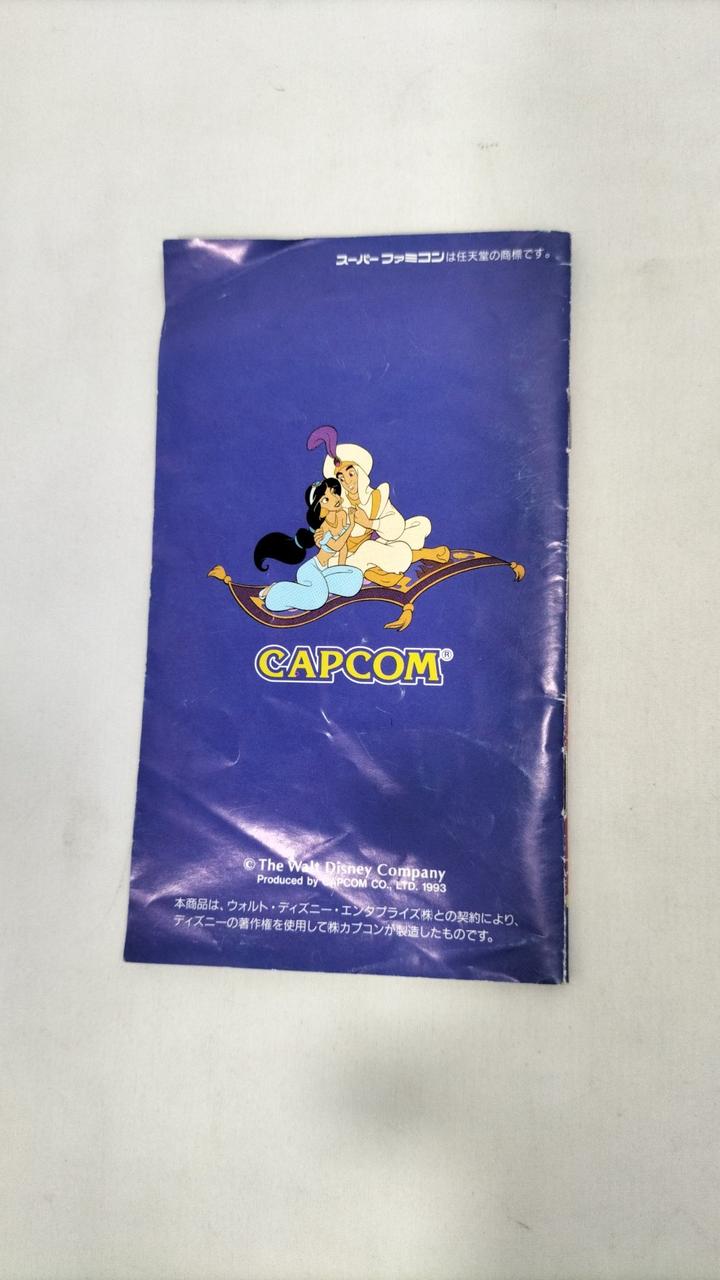 スーパーファミコンは任天堂の商標です。
CAPCOM®
© The Walt Disney Company
Produced by CAPCOM CO., LTD. 1993
本商品は、ウォルト・ディズニー・エンタプライズ㈱との契約により、
ディズニーの著作権を使用して㈱カプコンが製造したものです。